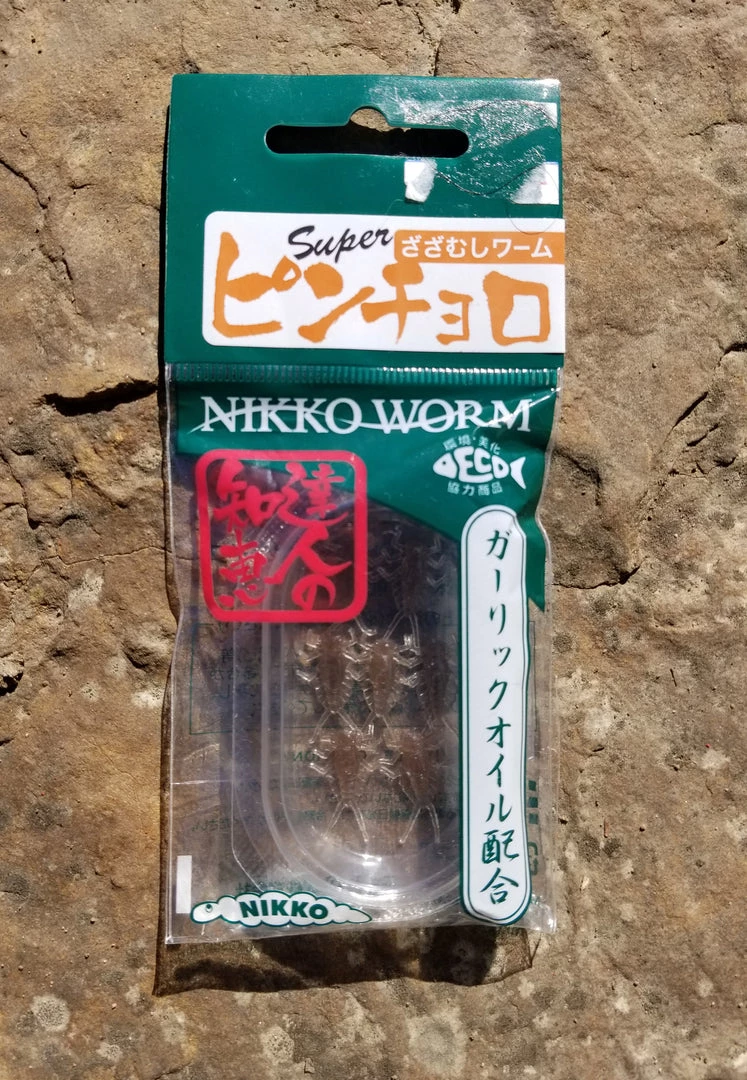 Super
ざざむしワーム
ピンチョロ
NIKKO WORM
環境・美化
ECO
協力商品
達人の
知恵
ガーリックオイル配合
NIKKO